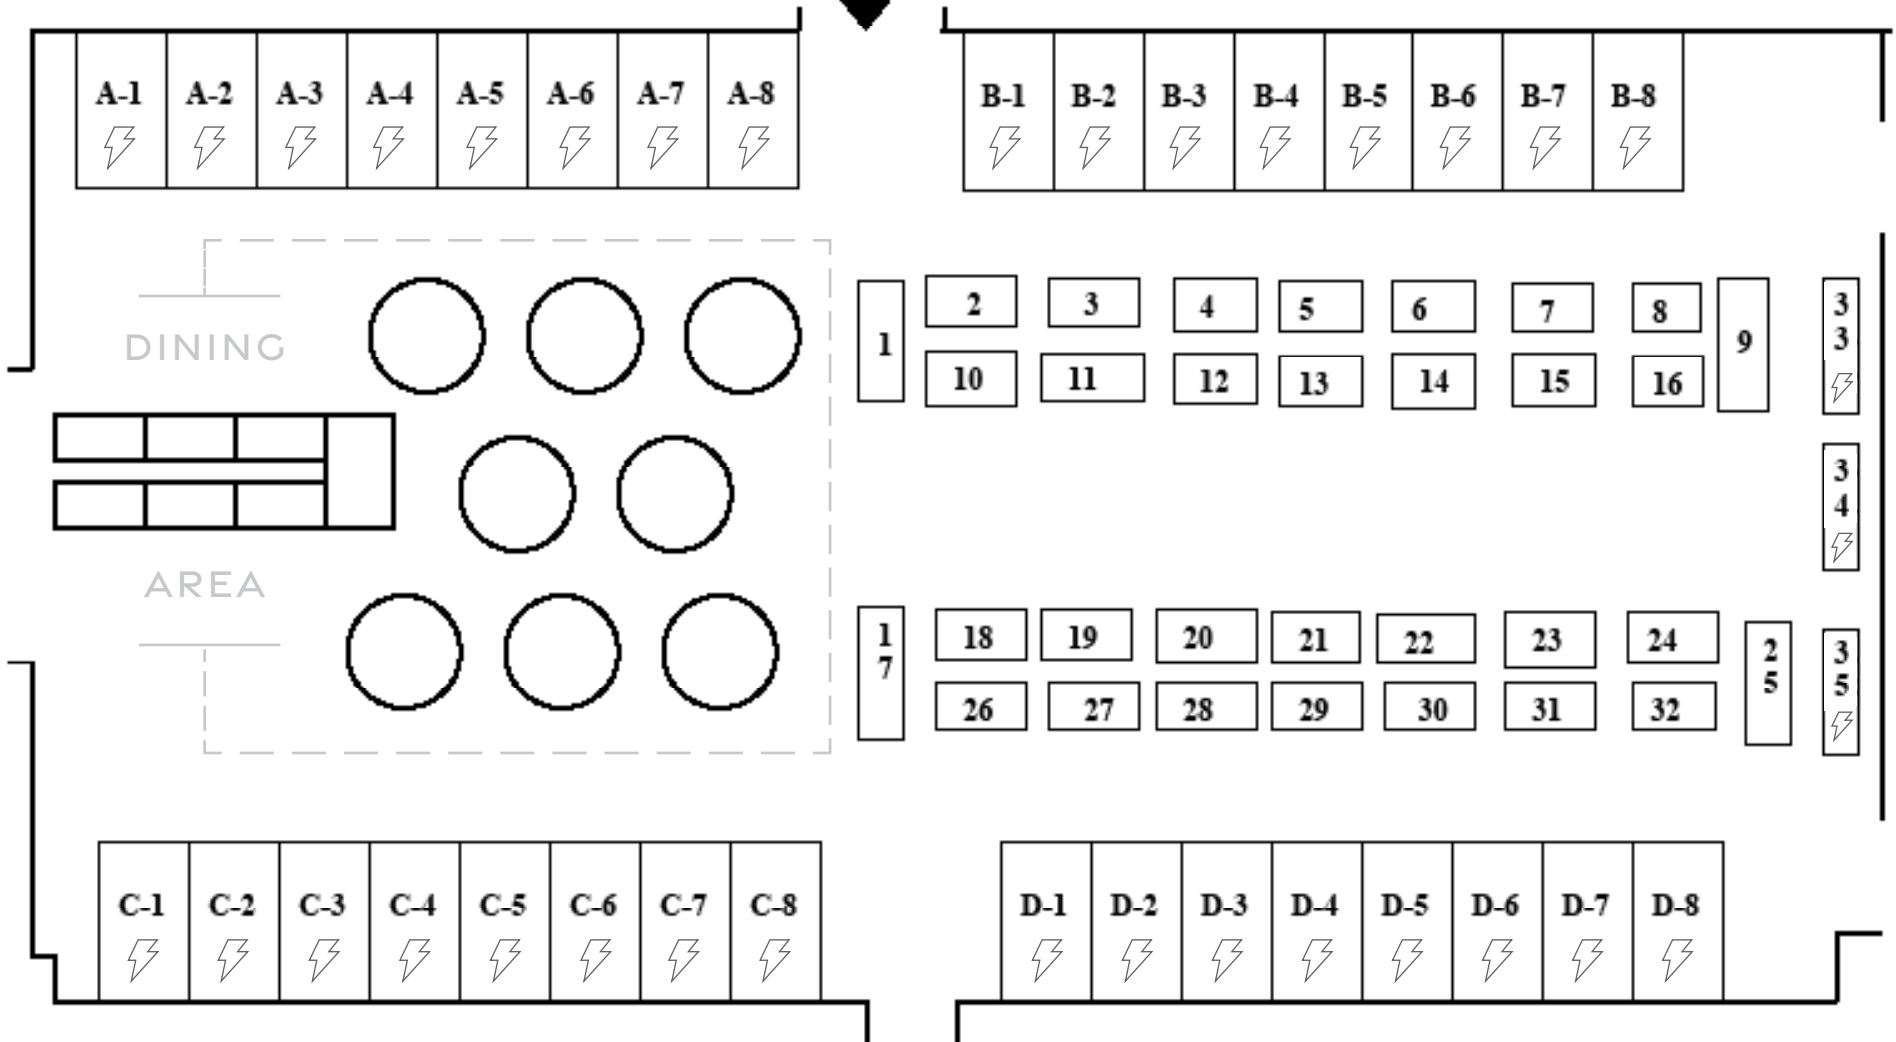 A-1 A-2 A-3 A-4 A-5 A-6 A-7 A-8
B-1 B-2 B-3 B-4 B-5 B-6 B-7 B-8
DINING
AREA
1
2 3 4 5 6 7 8
10 11 12 13 14 15 16
9
33
34
17
18 19 20 21 22 23 24
26 27 28 29 30 31 32
25
35
C-1 C-2 C-3 C-4 C-5 C-6 C-7 C-8
D-1 D-2 D-3 D-4 D-5 D-6 D-7 D-8